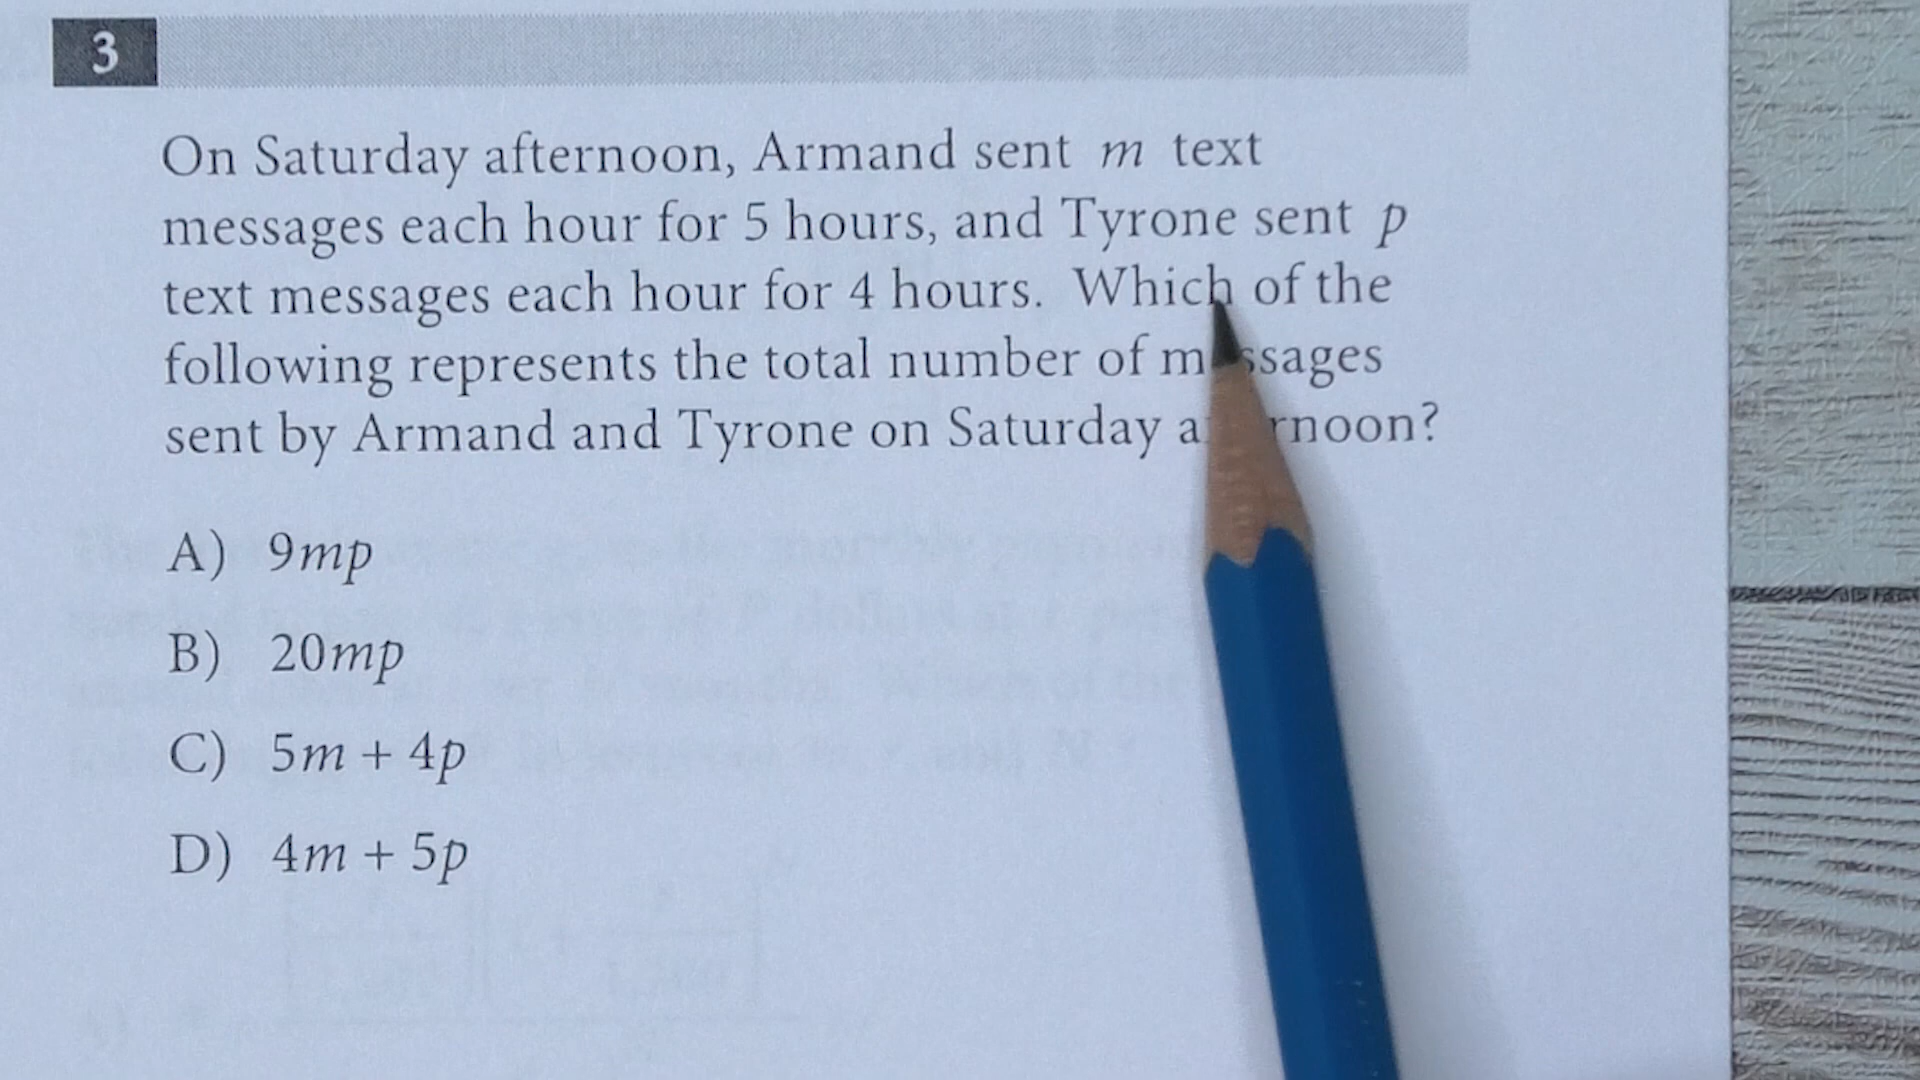 3
On Saturday afternoon, Armand sent m text
messages each hour for 5 hours, and Tyrone sent p
text messages each hour for 4 hours. Which of the
following represents the total number of messages
sent by Armand and Tyrone on Saturday afternoon?
A) 9mp
B) 20mp
C) 5m + 4p
D) 4m + 5p